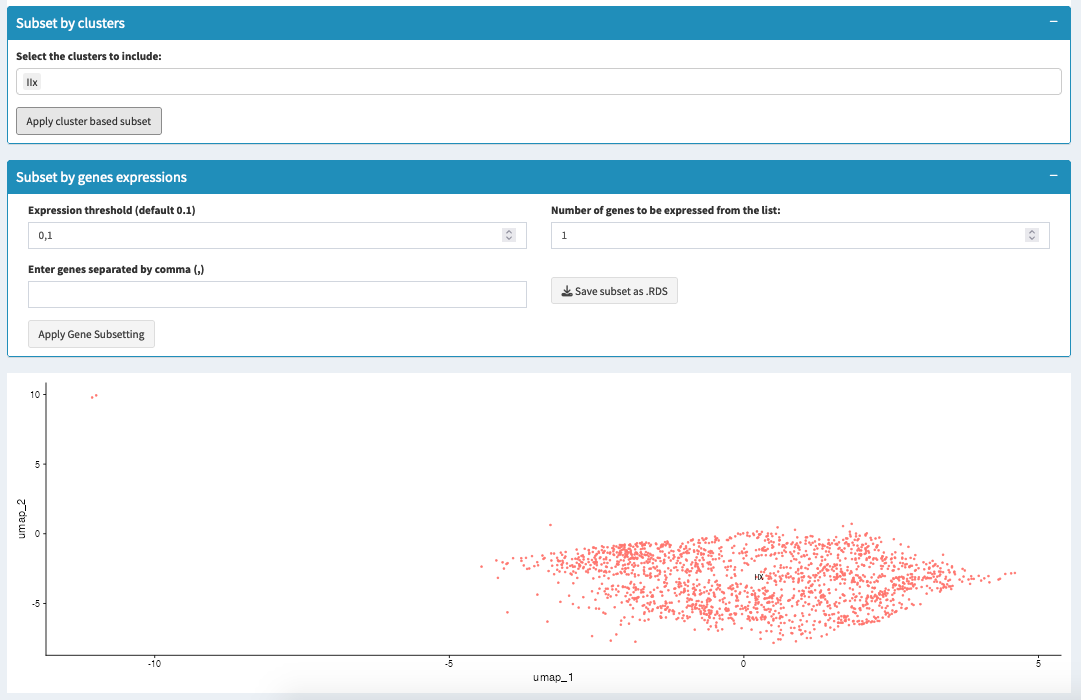 Subset by clusters
Select the clusters to include:
IIx
Apply cluster based subset
Subset by genes expressions
Expression threshold (default 0.1)
Number of genes to be expressed from the list:
0,1
1
Enter genes separated by comma (,)
Save subset as .RDS
Apply Gene Subsetting
10
5
0
-5
umap_2
IIX
-10
-5
0
5
umap_1